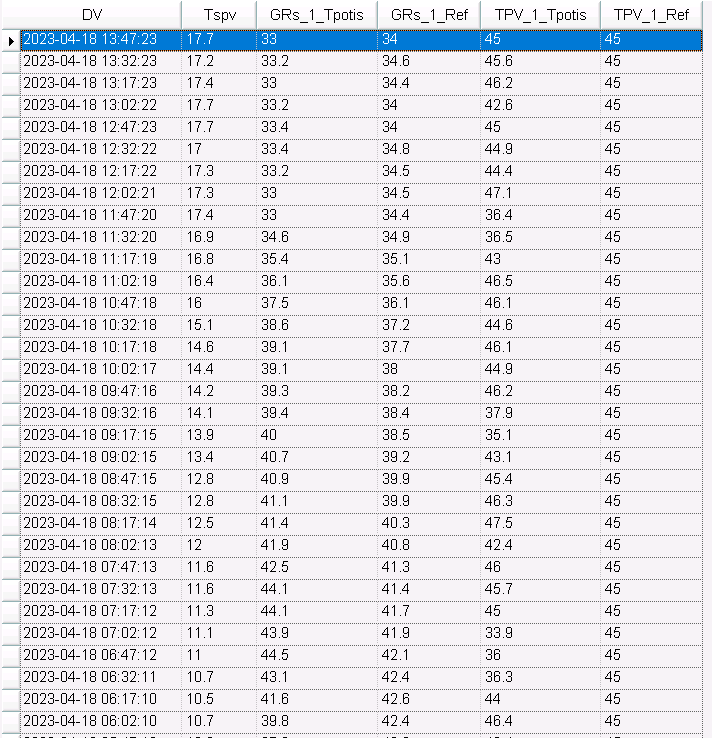 DV Tspv GRs_1_Tpotis GRs_1_Ref TPV_1_Tpotis TPV_1_Ref
2023-04-18 13:47:23 17.7 33 34 45 45
2023-04-18 13:32:23 17.2 33.2 34.6 45.6 45
2023-04-18 13:17:23 17.4 33 34.4 46.2 45
2023-04-18 13:02:22 17.7 33.2 34 42.6 45
2023-04-18 12:47:23 17.7 33.4 34 45 45
2023-04-18 12:32:22 17 33.4 34.8 44.9 45
2023-04-18 12:17:22 17.3 33.2 34.5 44.4 45
2023-04-18 12:02:21 17.3 33 34.5 47.1 45
2023-04-18 11:47:20 17.4 33 34.4 36.4 45
2023-04-18 11:32:20 16.9 34.6 34.9 36.5 45
2023-04-18 11:17:19 16.8 35.4 35.1 43 45
2023-04-18 11:02:19 16.4 36.1 35.6 46.5 45
2023-04-18 10:47:18 16 37.5 36.1 46.1 45
2023-04-18 10:32:18 15.1 38.6 37.2 44.6 45
2023-04-18 10:17:18 14.6 39.1 37.7 46.1 45
2023-04-18 10:02:17 14.4 39.1 38 44.9 45
2023-04-18 09:47:16 14.2 39.3 38.2 46.2 45
2023-04-18 09:32:16 14.1 39.4 38.4 37.9 45
2023-04-18 09:17:15 13.9 40 38.5 35.1 45
2023-04-18 09:02:15 13.4 40.7 39.2 43.1 45
2023-04-18 08:47:15 12.8 40.9 39.9 45.4 45
2023-04-18 08:32:15 12.8 41.1 39.9 46.3 45
2023-04-18 08:17:14 12.5 41.4 40.3 47.5 45
2023-04-18 08:02:13 12 41.9 40.8 42.4 45
2023-04-18 07:47:13 11.6 42.5 41.3 46 45
2023-04-18 07:32:13 11.6 44.1 41.4 45.7 45
2023-04-18 07:17:12 11.3 44.1 41.7 45 45
2023-04-18 07:02:12 11.1 43.9 41.9 33.9 45
2023-04-18 06:47:12 11 44.5 42.1 36 45
2023-04-18 06:32:11 10.7 43.1 42.4 36.3 45
2023-04-18 06:17:10 10.5 41.6 42.6 44 45
2023-04-18 06:02:10 10.7 39.8 42.4 46.4 45